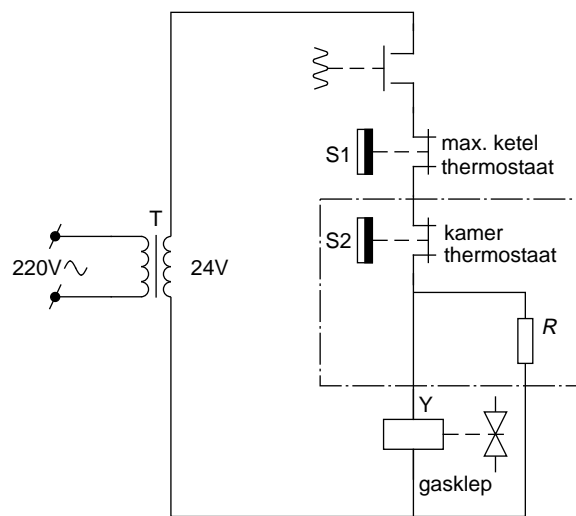 S1
max. ketel
thermostaat
T
S2
kamer
thermostaat
220V
24V
R
Y
gasklep